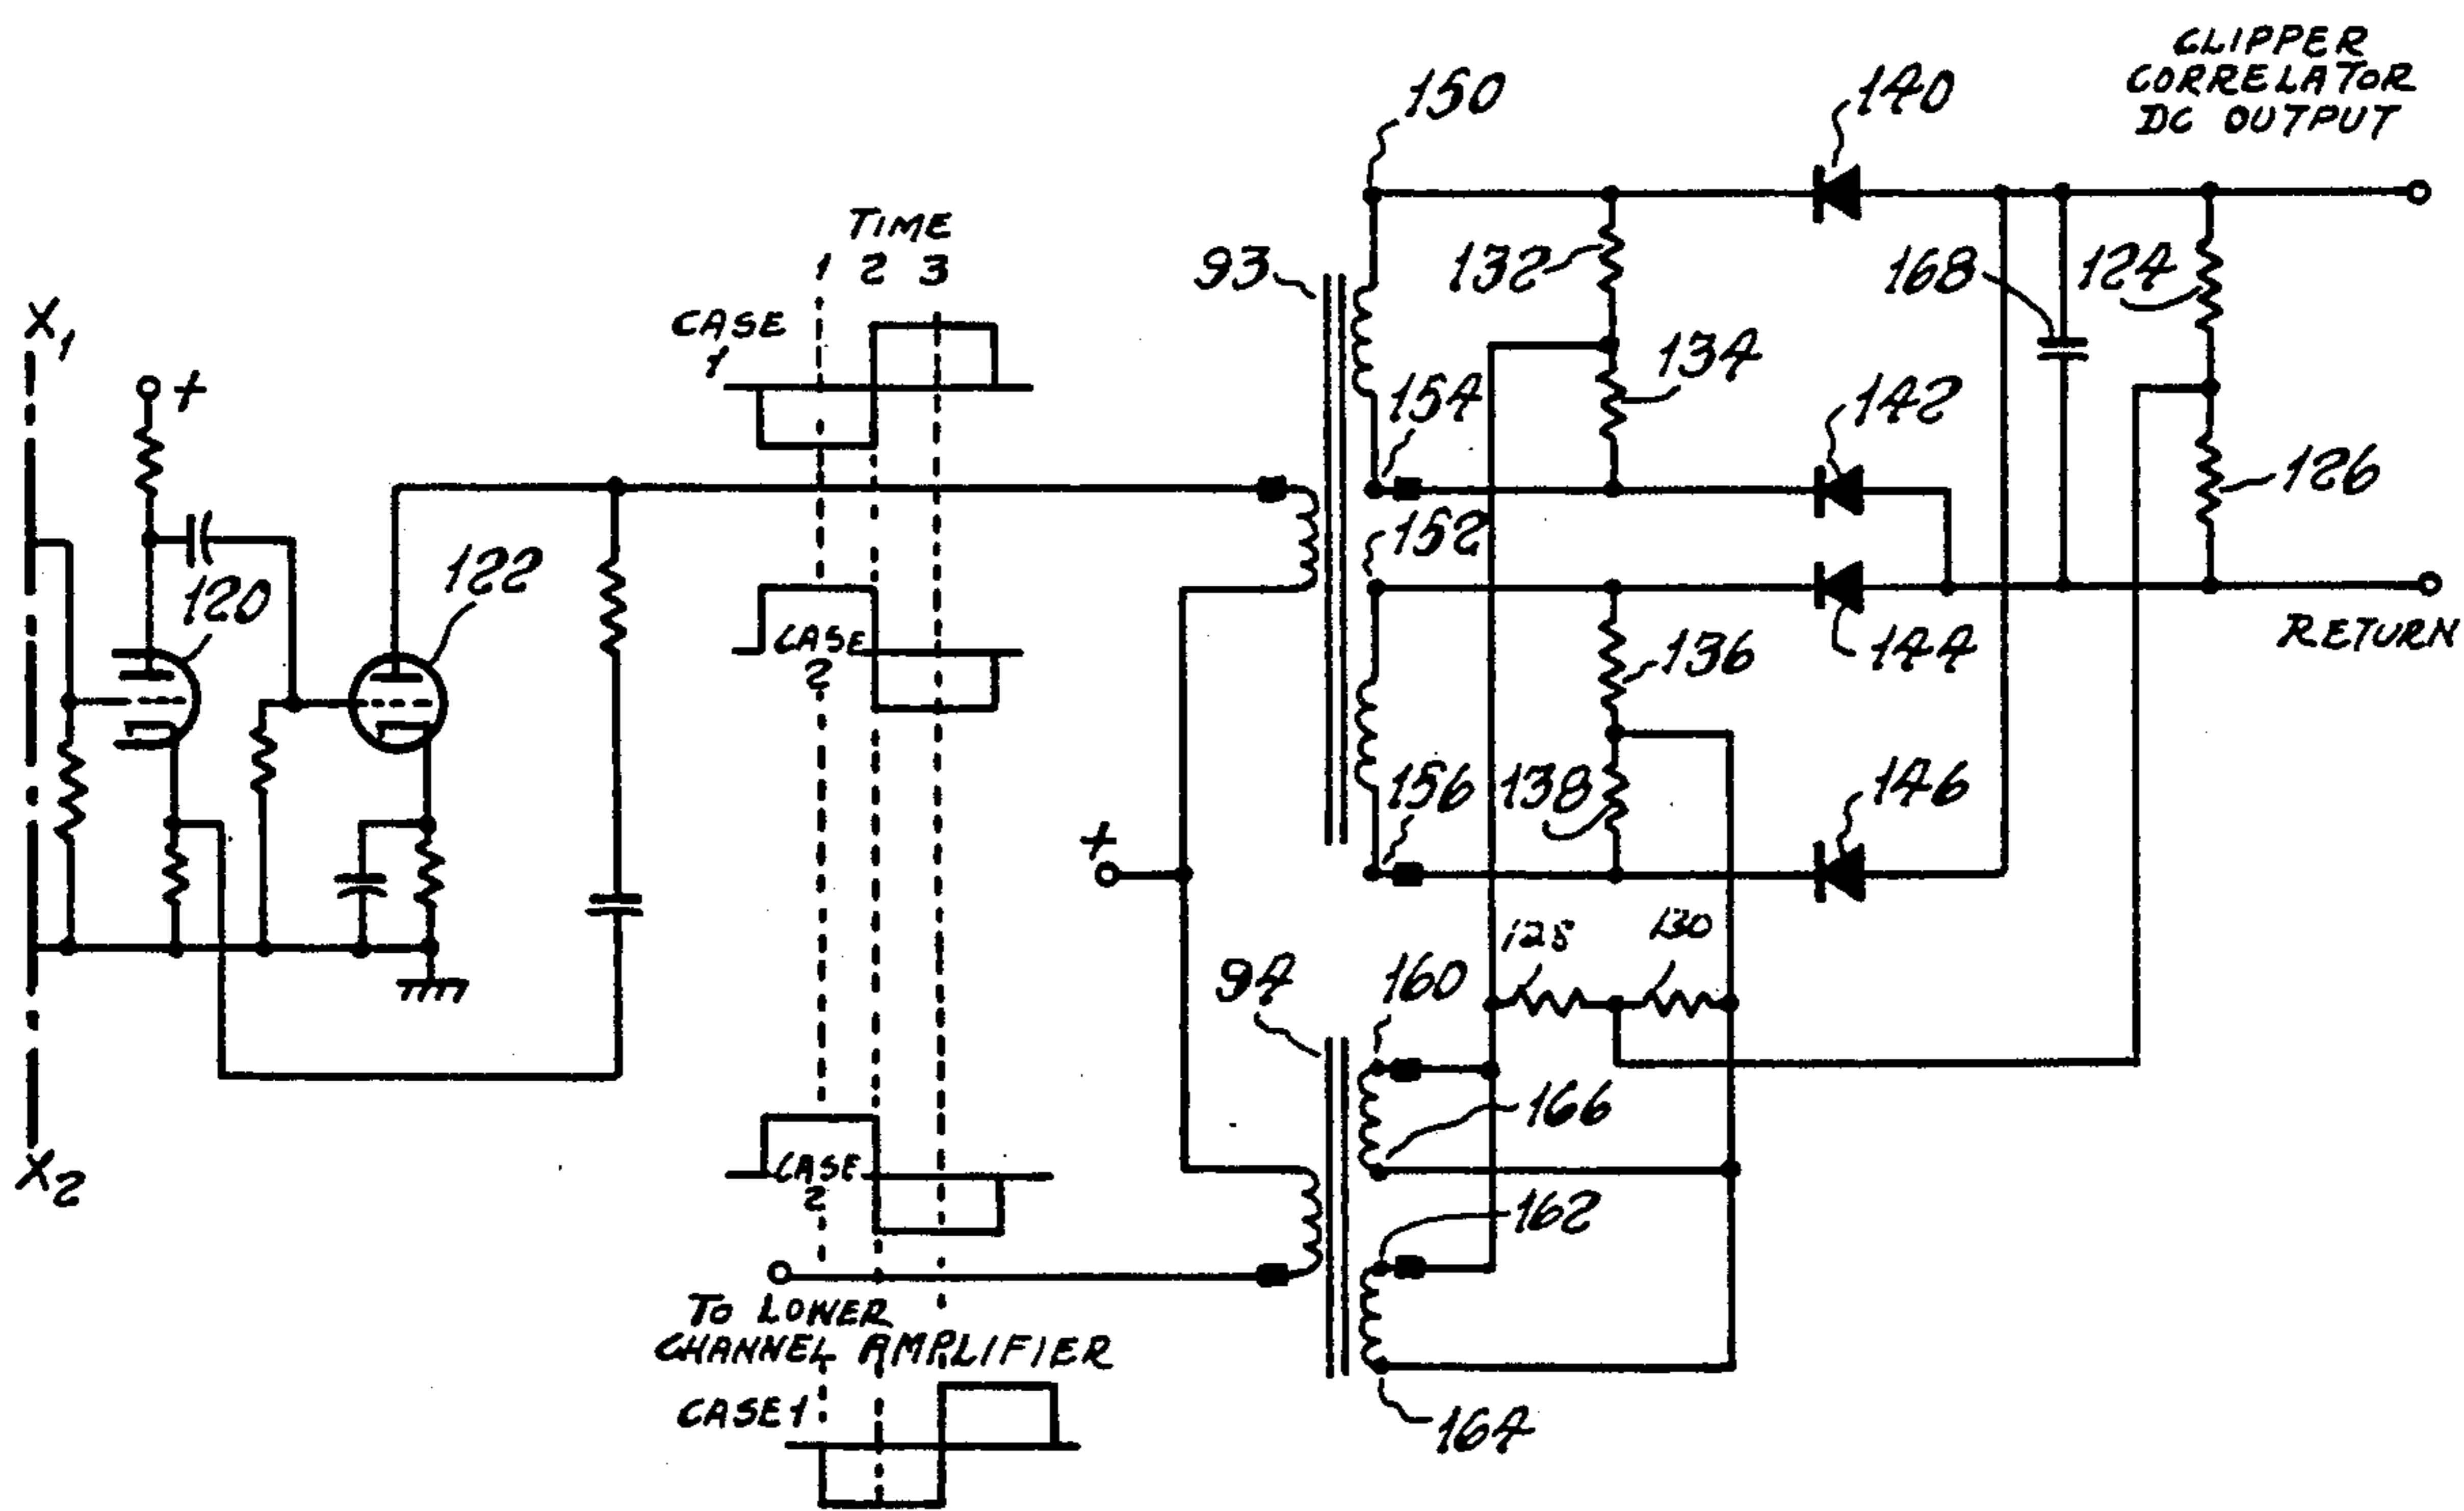 CLIPPER
CORRELATOR
DC OUTPUT
150
140
TIME
1 2 3
93
132
168
124
X1
CASE
1
134
+
154
142
126
152
122
120
CASE
2
136
144
RETURN
156
138
146
+
128
130
94
160
166
X2
CASE
2
162
TO LOWER
CHANNEL AMPLIFIER
CASE 1
164